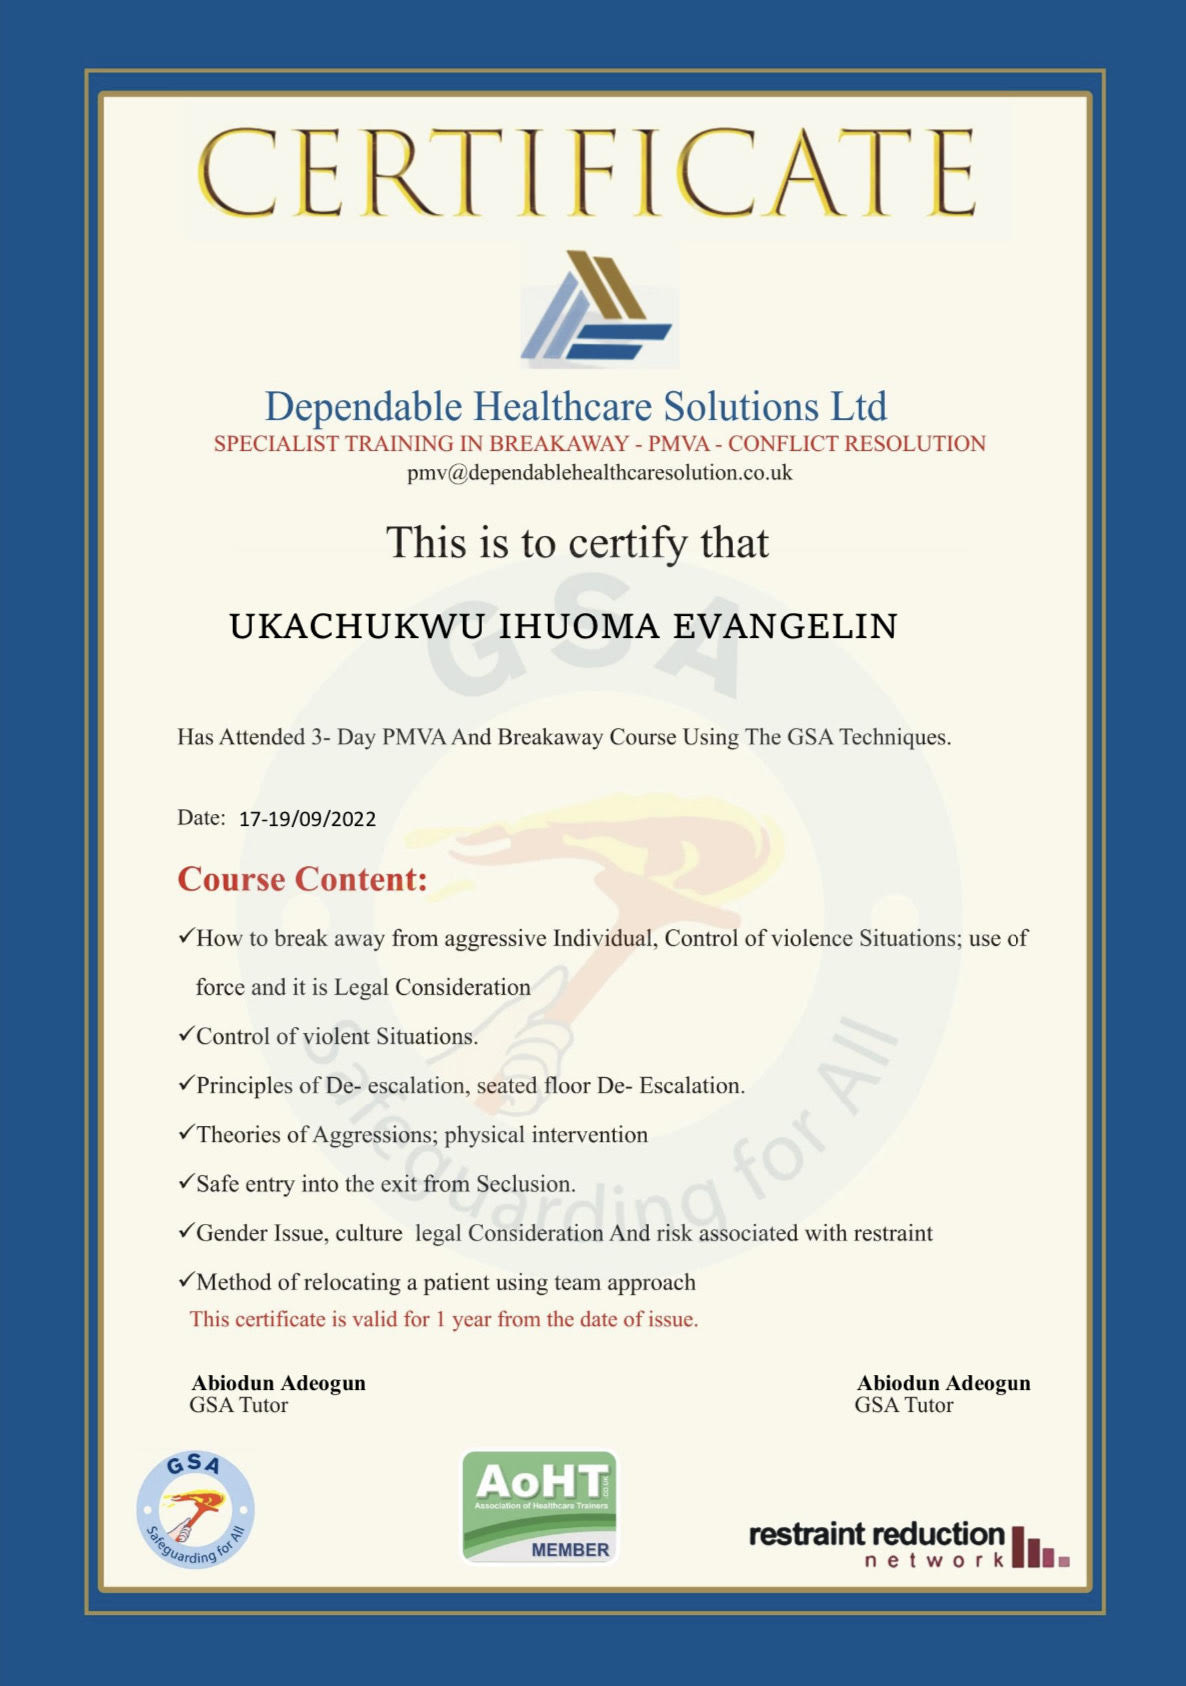 CERTIFICATE
Dependable Healthcare Solutions Ltd
SPECIALIST TRAINING IN BREAKAWAY - PMVA - CONFLICT RESOLUTION
pmv@dependablehealthcaresolution.co.uk
This is to certify that
UKACHUKWU IHUOMA EVANGELIN
Has Attended 3- Day PMVA And Breakaway Course Using The GSA Techniques.
Date: 17-19/09/2022
Course Content:
✓How to break away from aggressive Individual, Control of violence Situations; use of
force and it is Legal Consideration
✓Control of violent Situations.
✓Principles of De- escalation, seated floor De- Escalation.
✓Theories of Aggressions; physical intervention
✓Safe entry into the exit from Seclusion.
✓Gender Issue, culture legal Consideration And risk associated with restraint
✓Method of relocating a patient using team approach
This certificate is valid for 1 year from the date of issue.
Abiodun Adeogun
GSA Tutor
Abiodun Adeogun
GSA Tutor
GSA
Safeguarding for All
GSA
Safeguarding for All
AoHT
.CO.UK
Association of Healthcare Trainers
MEMBER
restraint reduction
network